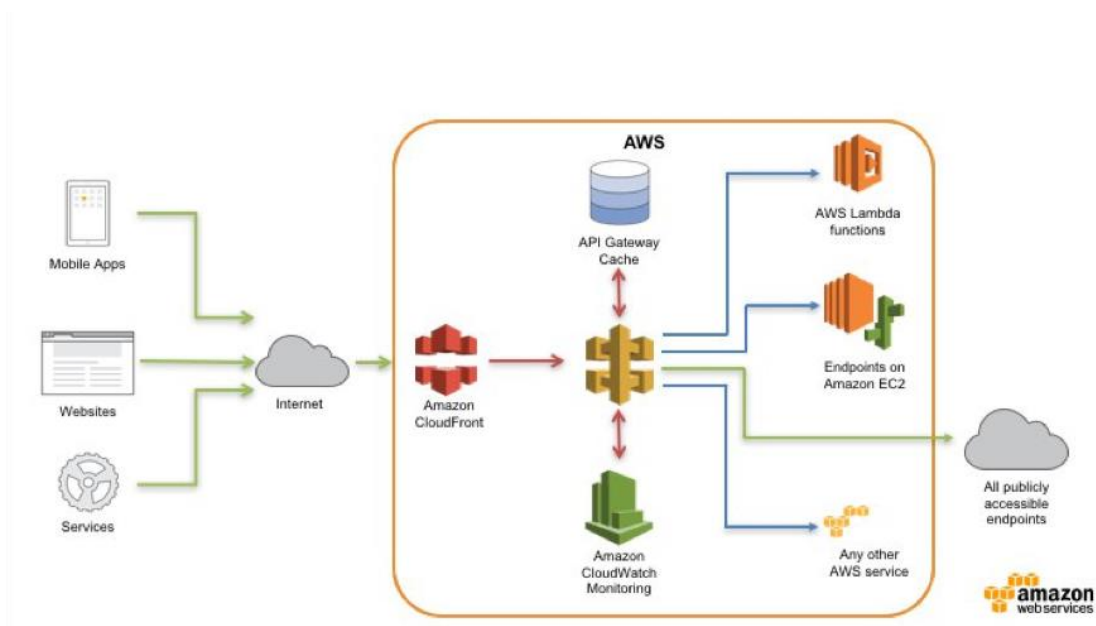 AWS
Mobile Apps
Websites
Services
Internet
Amazon
CloudFront
API Gateway
Cache
Amazon
CloudWatch
Monitoring
AWS Lambda
functions
Endpoints on
Amazon EC2
Any other
AWS service
All publicly
accessible
endpoints
amazon
webservices